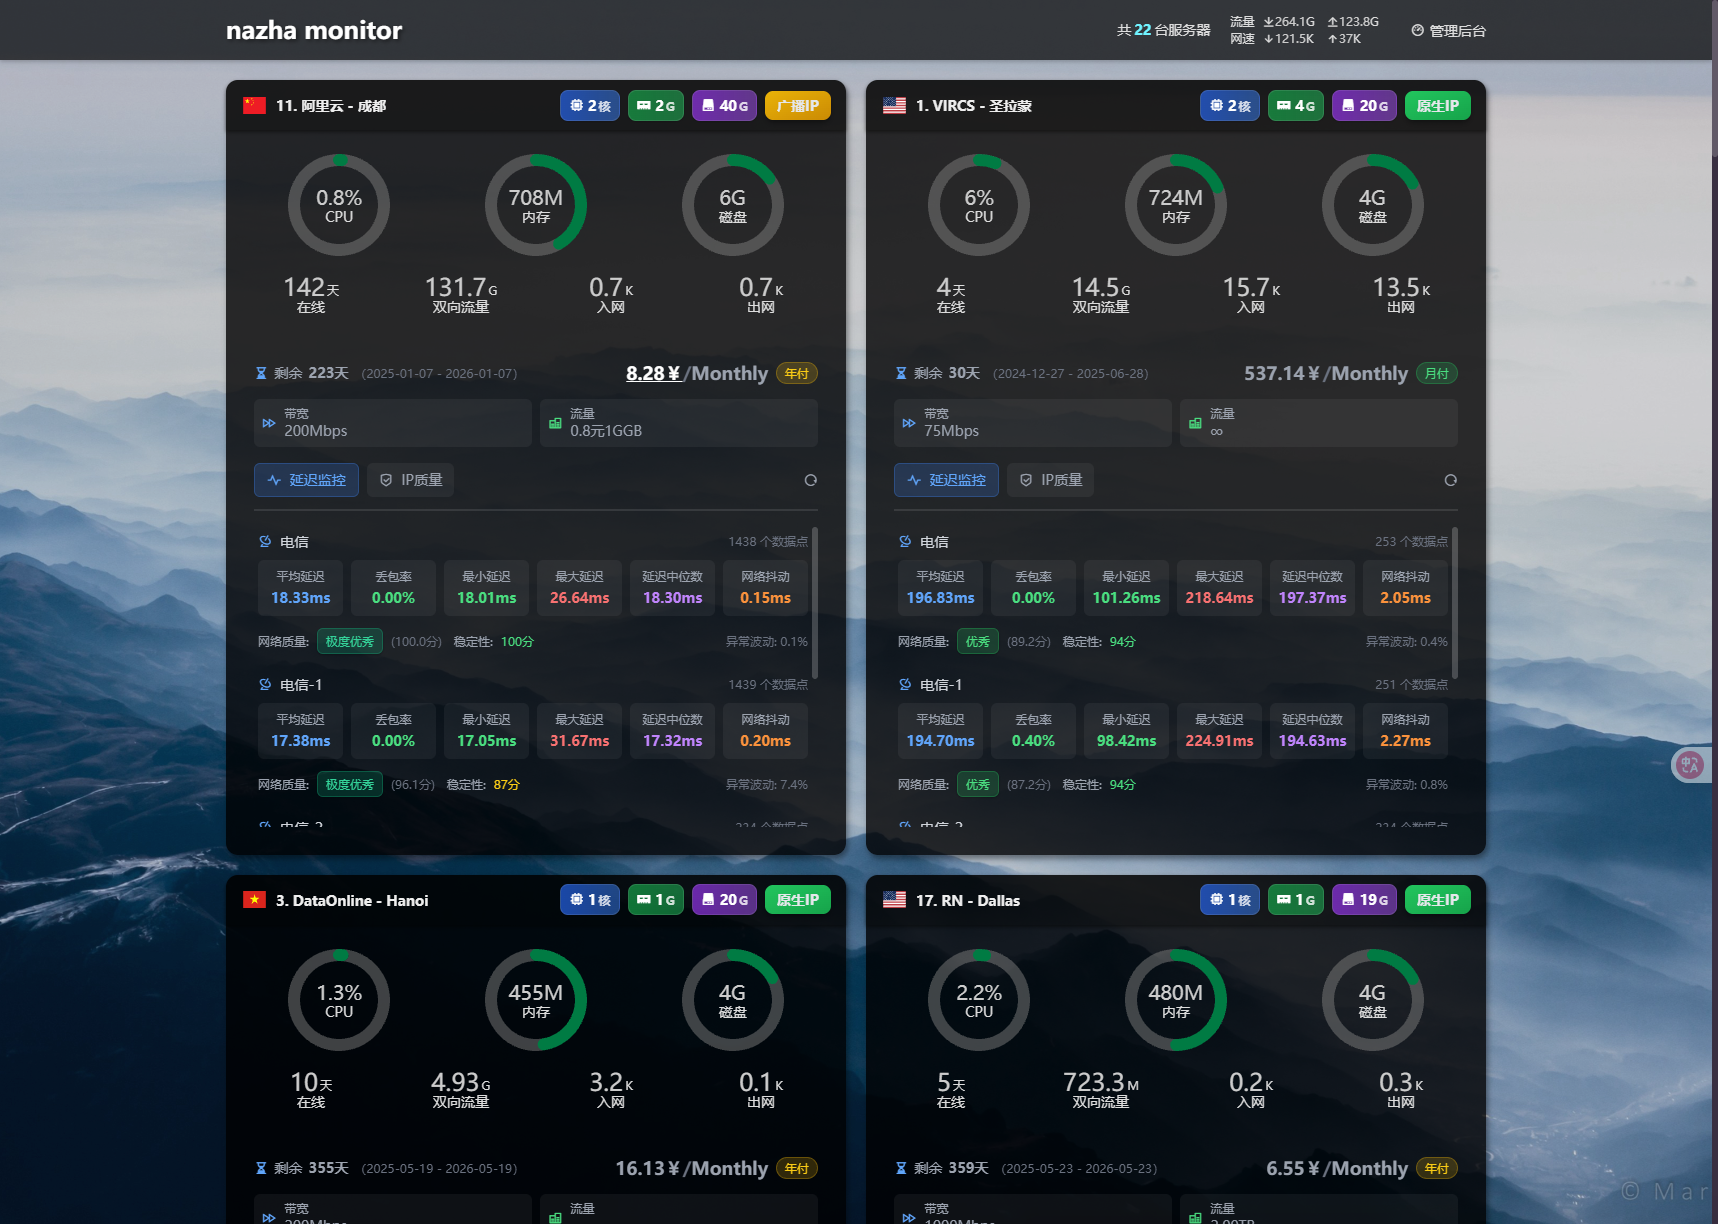 nazha monitor
共 22 台服务器
流量 ↓264.1G ↑123.8G
网速 ↓121.5K ↑37K
管理后台
11. 阿里云 - 成都
2核 2G 40G 广播IP
0.8% 708M 6G
CPU 内存 磁盘
142天 131.7G 0.7K 0.7K
在线 双向流量 入网 出网
剩余 223天 (2025-01-07 - 2026-01-07) 8.28¥/Monthly 年付
带宽 流量
200Mbps 0.8元1GGB
延迟监控 IP质量
电信 1438 个数据点
平均延迟 丢包率 最小延迟 最大延迟 延迟中位数 网络抖动
18.33ms 0.00% 18.01ms 26.64ms 18.30ms 0.15ms
网络质量: 极度优秀 (100.0分) 稳定性: 100分 异常波动: 0.1%
电信-1 1439 个数据点
平均延迟 丢包率 最小延迟 最大延迟 延迟中位数 网络抖动
17.38ms 0.00% 17.05ms 31.67ms 17.32ms 0.20ms
网络质量: 极度优秀 (96.1分) 稳定性: 87分 异常波动: 7.4%
1. VIRCS - 圣拉蒙
2核 4G 20G 原生IP
6% 724M 4G
CPU 内存 磁盘
4天 14.5G 15.7K 13.5K
在线 双向流量 入网 出网
剩余 30天 (2024-12-27 - 2025-06-28) 537.14¥/Monthly 月付
带宽 流量
75Mbps ∞
延迟监控 IP质量
电信 253 个数据点
平均延迟 丢包率 最小延迟 最大延迟 延迟中位数 网络抖动
196.83ms 0.00% 101.26ms 218.64ms 197.37ms 2.05ms
网络质量: 优秀 (89.2分) 稳定性: 94分 异常波动: 0.4%
电信-1 251 个数据点
平均延迟 丢包率 最小延迟 最大延迟 延迟中位数 网络抖动
194.70ms 0.40% 98.42ms 224.91ms 194.63ms 2.27ms
网络质量: 优秀 (87.2分) 稳定性: 94分 异常波动: 0.8%
3. DataOnline - Hanoi
1核 1G 20G 原生IP
1.3% 455M 4G
CPU 内存 磁盘
10天 4.93G 3.2K 0.1K
在线 双向流量 入网 出网
剩余 355天 (2025-05-19 - 2026-05-19) 16.13¥/Monthly 年付
带宽 流量
17. RN - Dallas
1核 1G 19G 原生IP
2.2% 480M 4G
CPU 内存 磁盘
5天 723.3M 0.2K 0.3K
在线 双向流量 入网 出网
剩余 359天 (2025-05-23 - 2026-05-23) 6.55¥/Monthly 年付
带宽 流量
© Mar